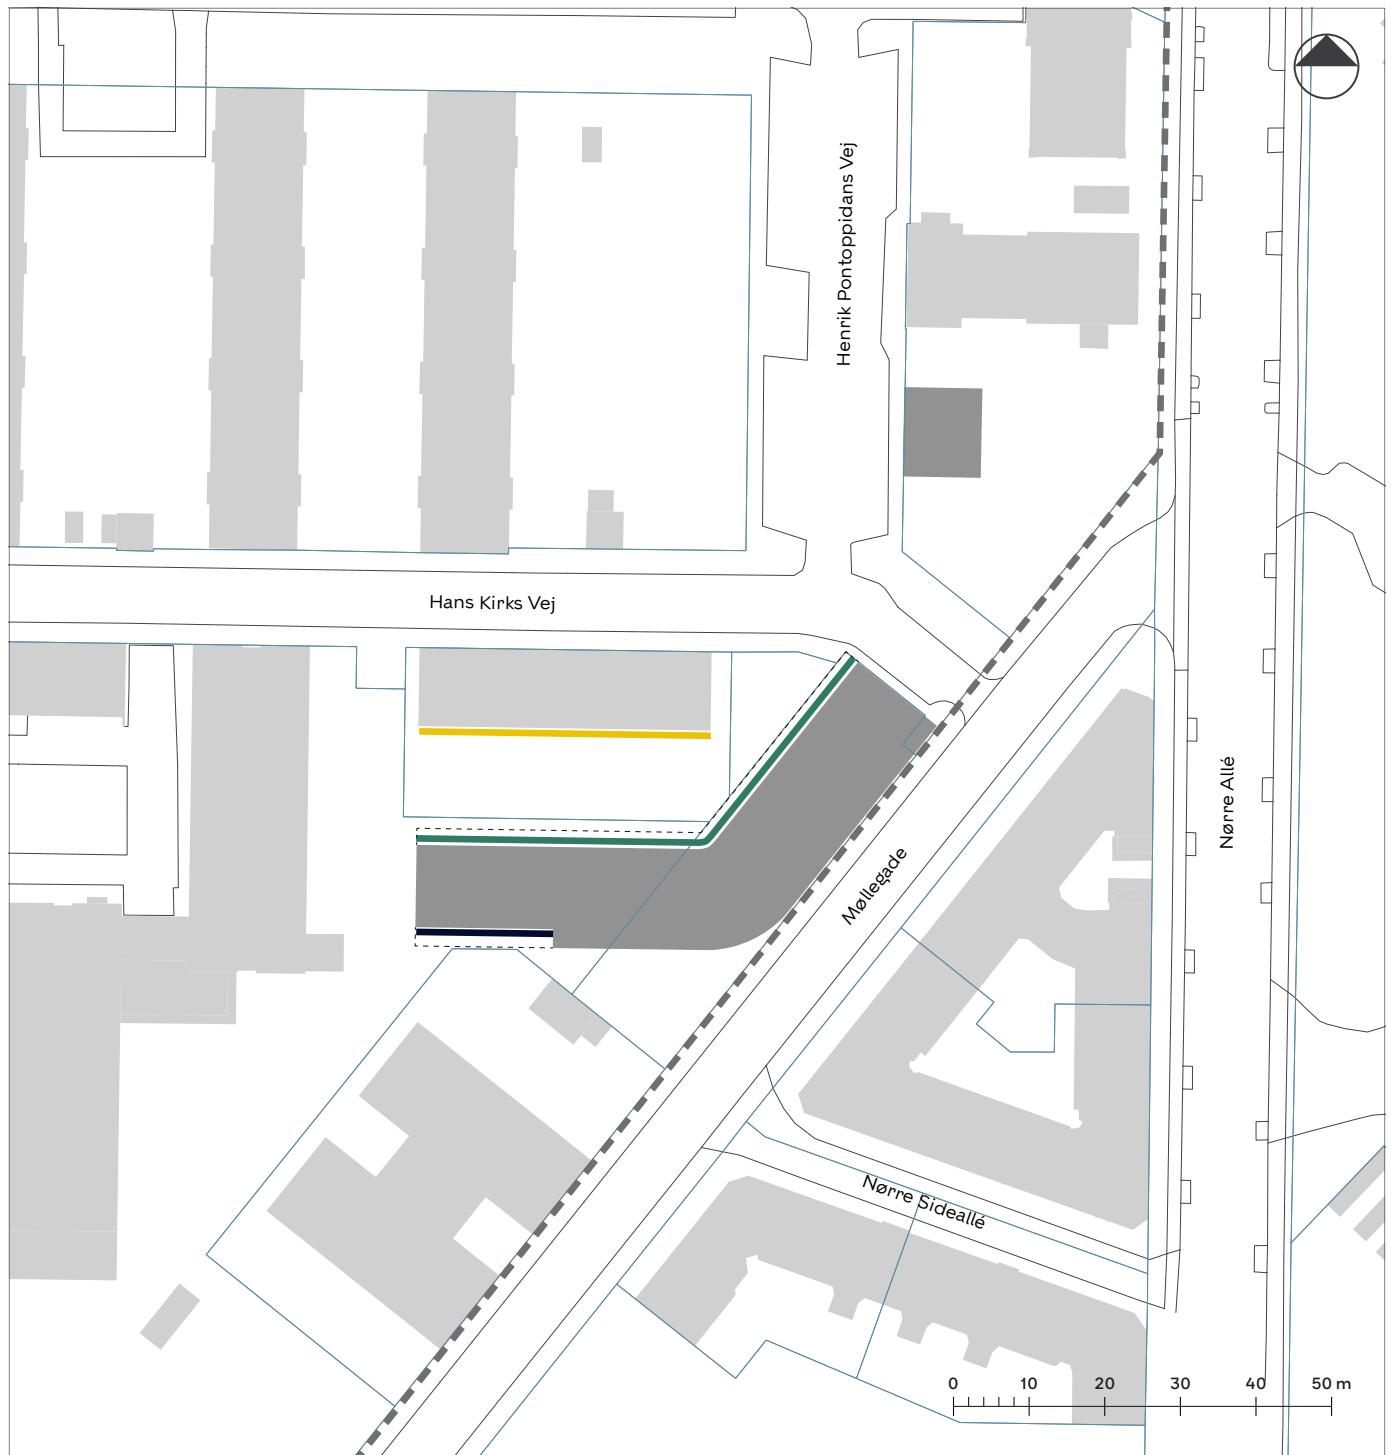 Henrik Pontoppidans Vej
Hans Kirks Vej
Nørre Allé
Møllegade
Nørre Sideallé
0 10 20 30 40 50 m